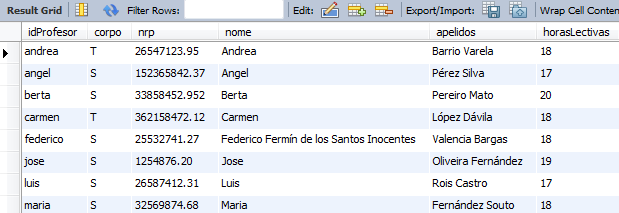 Result Grid Filter Rows: Edit: Export/Import: Wrap Cell Conten
idProfesor corpo nrp nome apelidos horasLectivas
andrea T 26547123.95 Andrea Barrio Varela 18
angel S 152365842.37 Angel Pérez Silva 17
berta S 33858452.952 Berta Pereiro Mato 20
carmen T 362158472.12 Carmen López Dávila 18
federico S 25532741.27 Federico Fermín de los Santos Inocentes Valencia Bargas 18
jose S 1254876.20 Jose Oliveira Fernández 19
luis S 26587412.31 Luis Rois Castro 17
maria S 32569874.68 Maria Fernández Souto 18